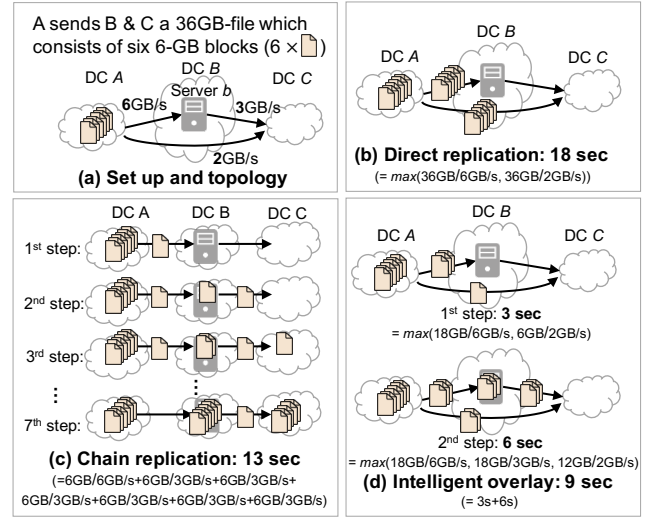 A sends B & C a 36GB-file which
consists of six 6-GB blocks (6 × )
DC A
DC B
DC C
Server b
6GB/s
3GB/s
2GB/s
(a) Set up and topology
DC B
DC A
DC C
(b) Direct replication: 18 sec
(= max(36GB/6GB/s, 36GB/2GB/s))
DC A
DC B
DC C
1st step:
2nd step:
3rd step:
⋮
⋮
7th step:
(c) Chain replication: 13 sec
(=6GB/6GB/s+6GB/3GB/s+6GB/3GB/s+
6GB/3GB/s+6GB/3GB/s+6GB/3GB/s+6GB/3GB/s)
DC B
DC A
DC C
1st step: 3 sec
= max(18GB/6GB/s, 6GB/2GB/s)
2nd step: 6 sec
= max(18GB/6GB/s, 18GB/3GB/s, 12GB/2GB/s)
(d) Intelligent overlay: 9 sec
(= 3s+6s)